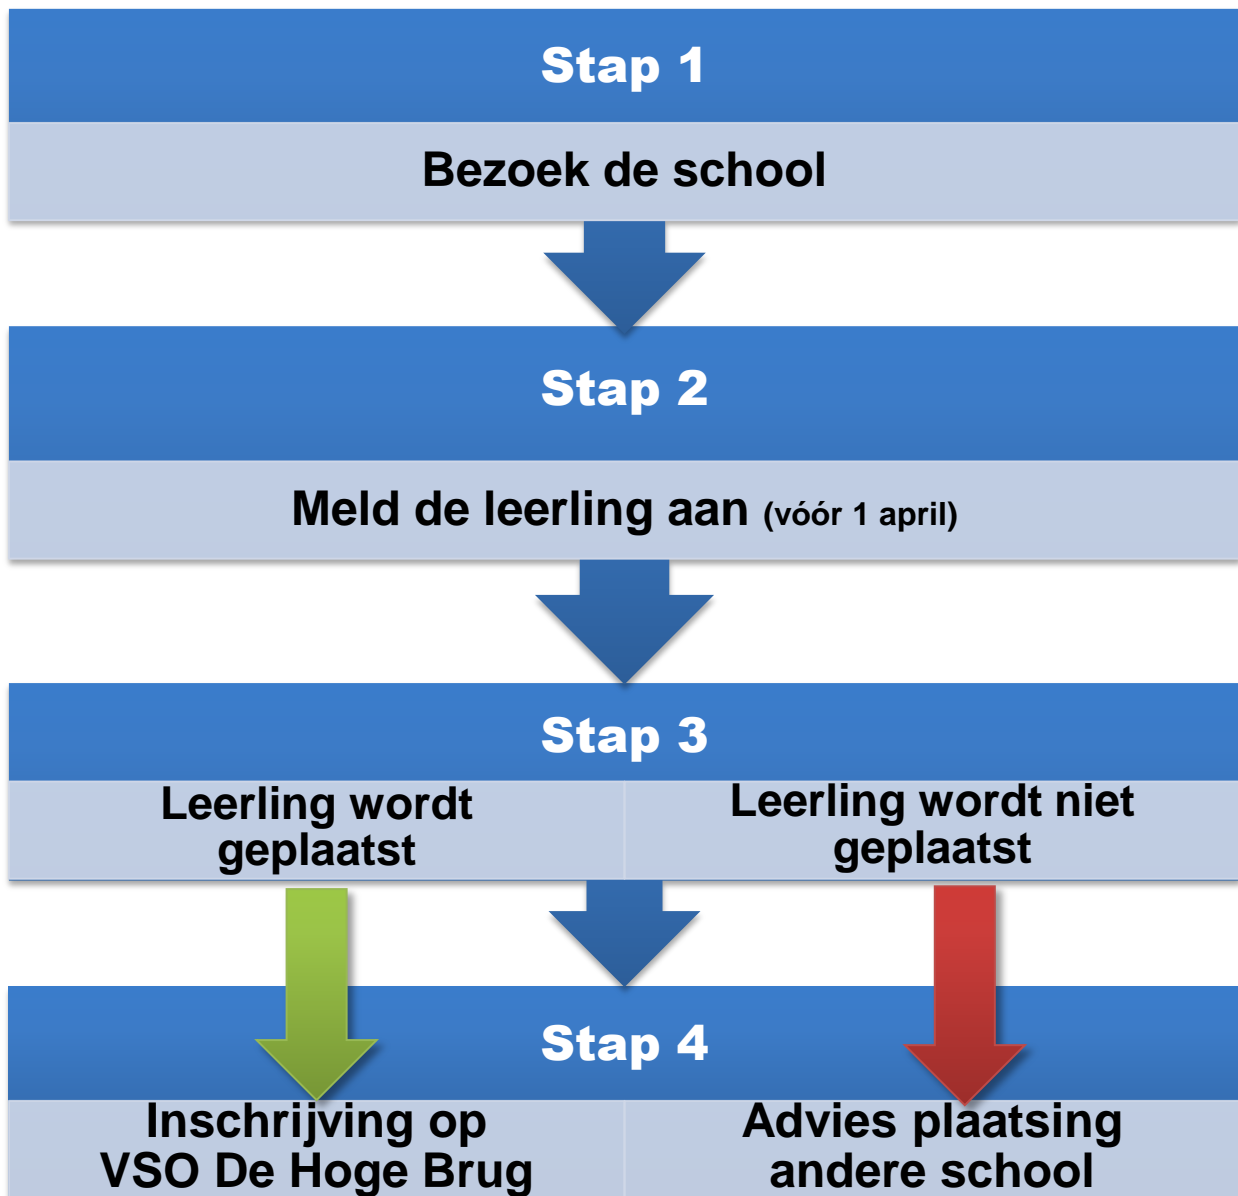 Stap 1
Bezoek de school
Stap 2
Meld de leerling aan (vóór 1 april)
Stap 3
Leerling wordt
geplaatst
Leerling wordt niet
geplaatst
Stap 4
Inschrijving op
VSO De Hoge Brug
Advies plaatsing
andere school